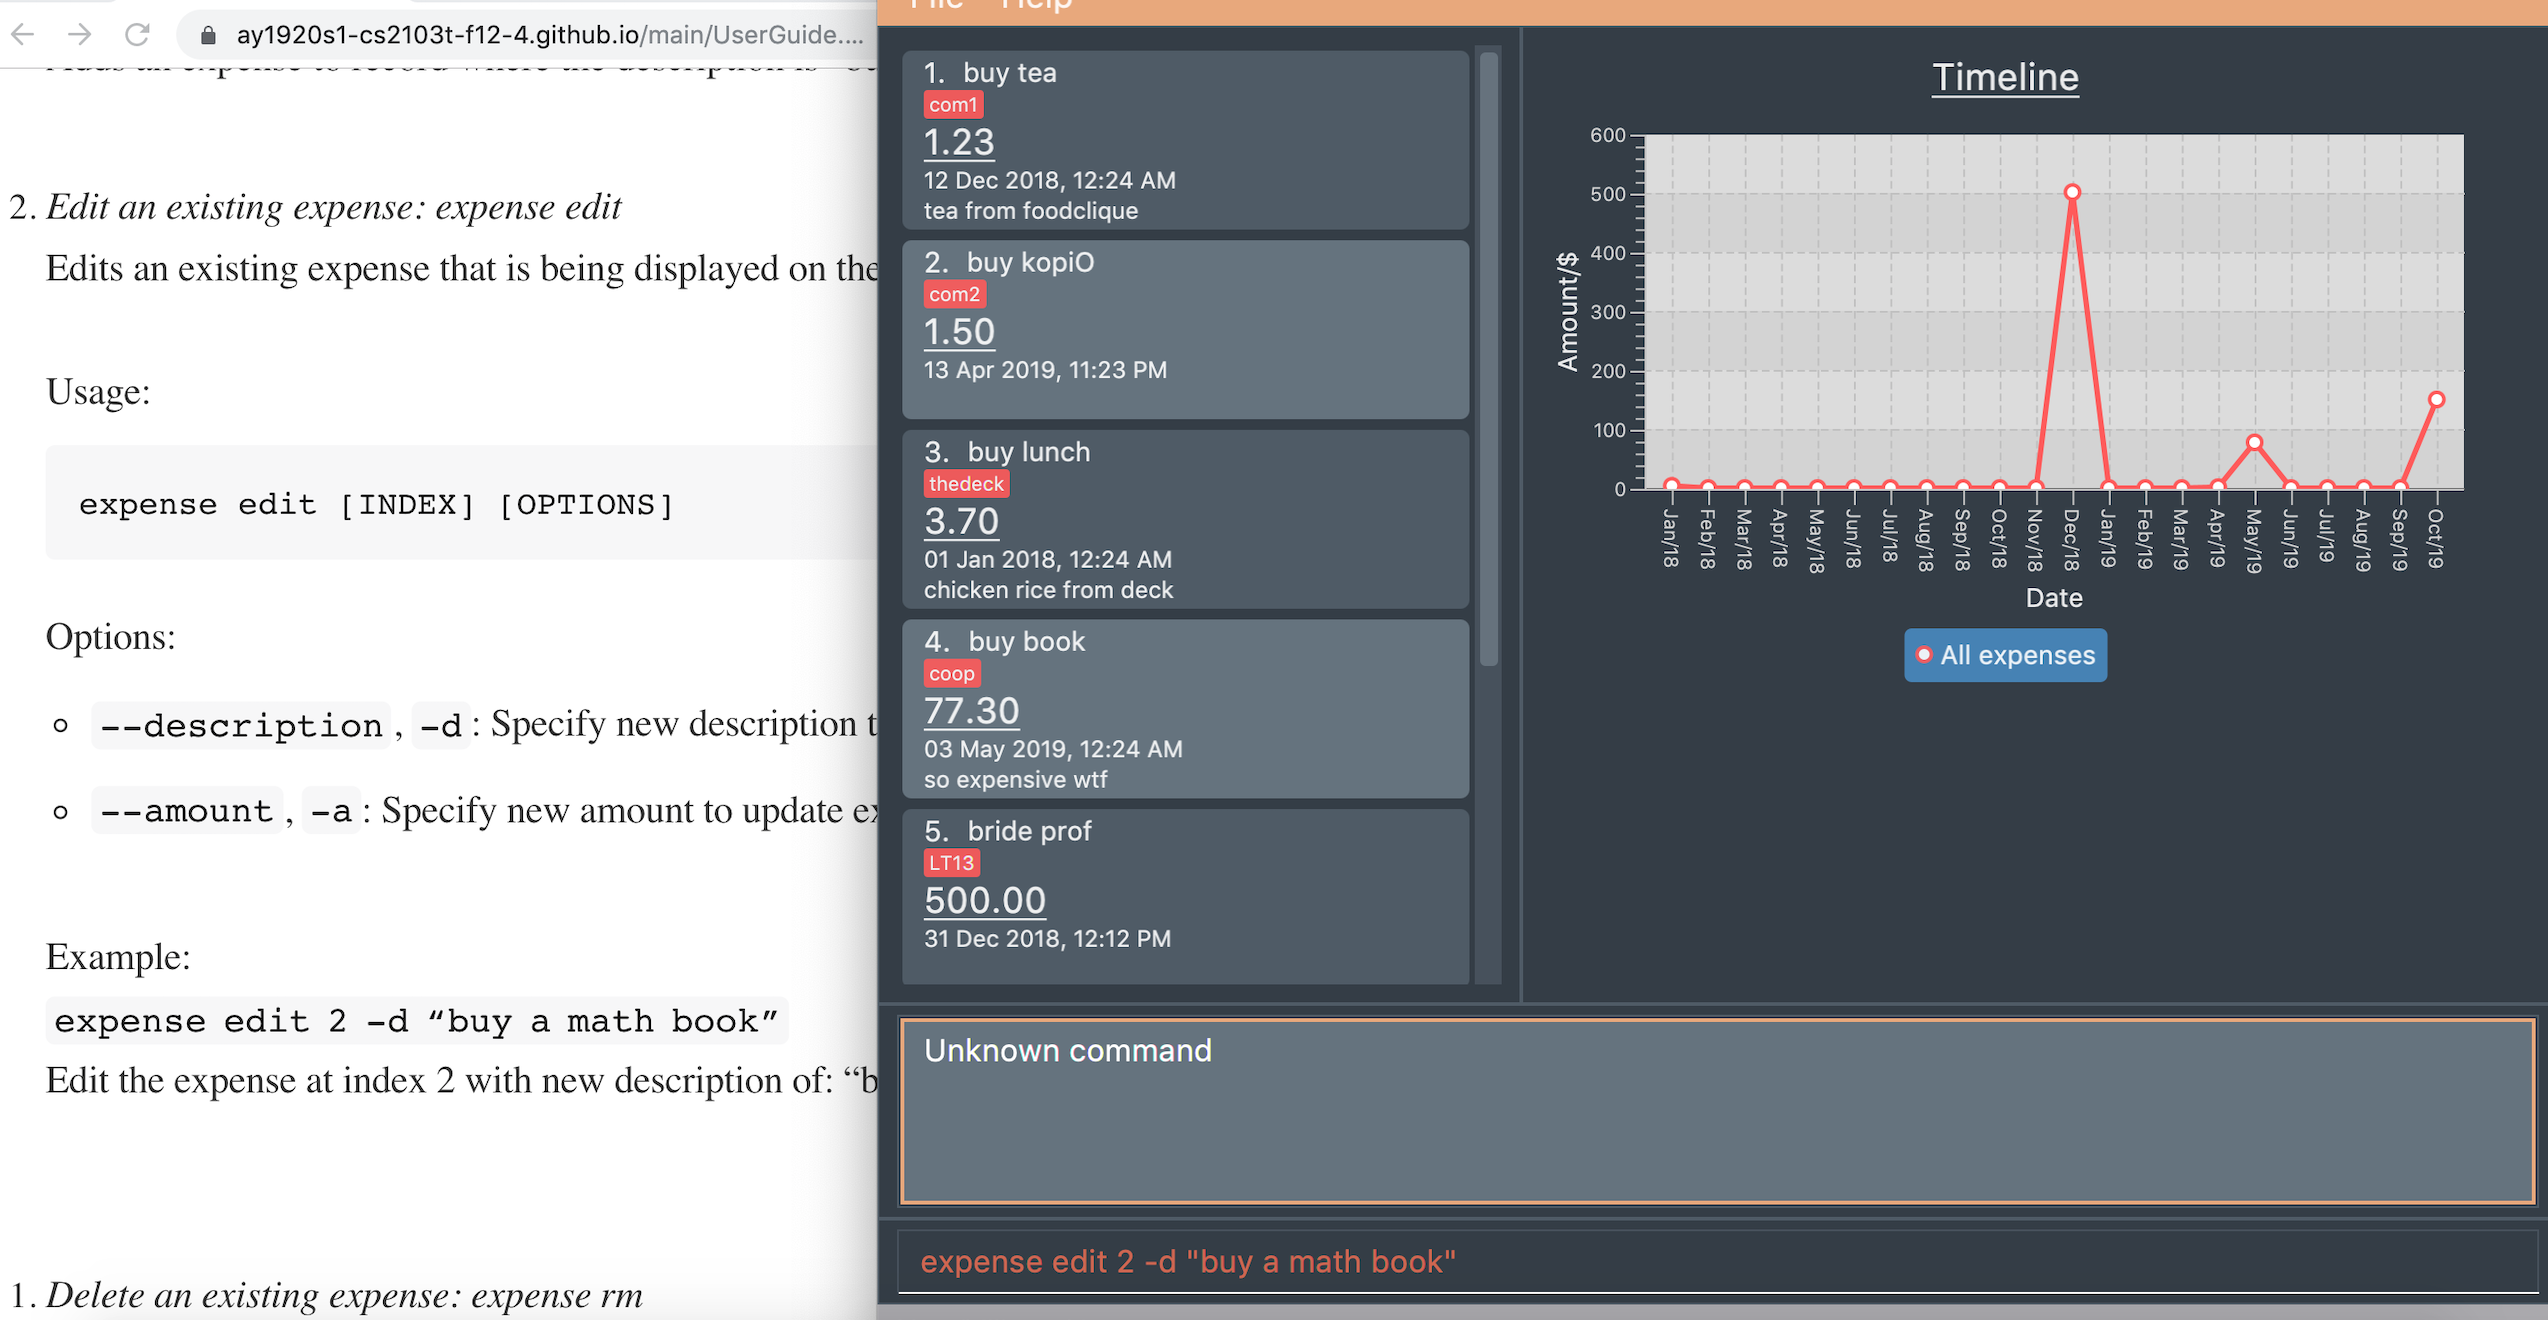 ay1920s1-cs2103t-f12-4.github.io/main/UserGuide....
2. Edit an existing expense: expense edit
Edits an existing expense that is being displayed on the
Usage:
expense edit [INDEX] [OPTIONS]
Options:
--description, -d: Specify new description t
--amount, -a: Specify new amount to update ex
Example:
expense edit 2 -d “buy a math book”
Edit the expense at index 2 with new description of: “b
1. Delete an existing expense: expense rm
File Help
1. buy tea
com1
1.23
12 Dec 2018, 12:24 AM
tea from foodclique
2. buy kopiO
com2
1.50
13 Apr 2019, 11:23 PM
3. buy lunch
thedeck
3.70
01 Jan 2018, 12:24 AM
chicken rice from deck
4. buy book
coop
77.30
03 May 2019, 12:24 AM
so expensive wtf
5. bride prof
LT13
500.00
31 Dec 2018, 12:12 PM
Timeline
Amount/$
600
500
400
300
200
100
0
Jan/18
Feb/18
Mar/18
Apr/18
May/18
Jun/18
Jul/18
Aug/18
Sep/18
Oct/18
Nov/18
Dec/18
Jan/19
Feb/19
Mar/19
Apr/19
May/19
Jun/19
Jul/19
Aug/19
Sep/19
Oct/19
Date
All expenses
Unknown command
expense edit 2 -d "buy a math book"